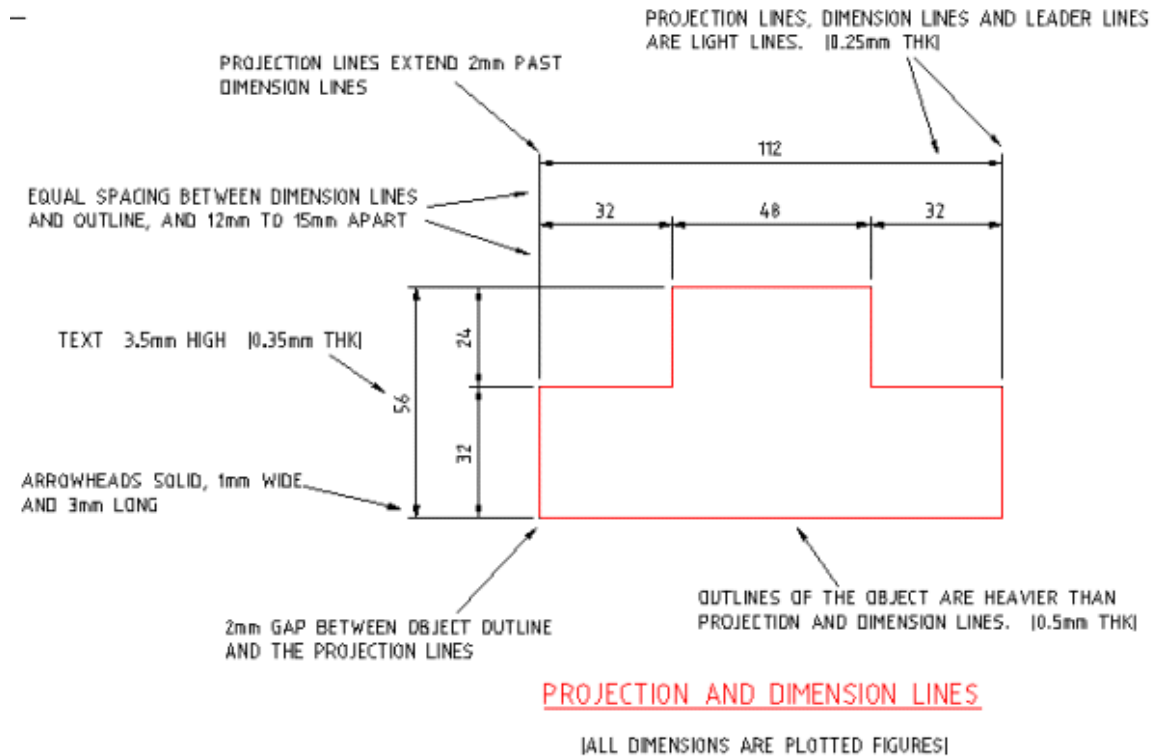 PROJECTION LINES, DIMENSION LINES AND LEADER LINES
ARE LIGHT LINES. |0.25mm THK|
PROJECTION LINES EXTEND 2mm PAST
DIMENSION LINES
112
EQUAL SPACING BETWEEN DIMENSION LINES
AND OUTLINE, AND 12mm TO 15mm APART
32
48
32
TEXT 3.5mm HIGH |0.35mm THK|
24
56
32
ARROWHEADS SOLID, 1mm WIDE
AND 3mm LONG
OUTLINES OF THE OBJECT ARE HEAVIER THAN
PROJECTION AND DIMENSION LINES. |0.5mm THK|
2mm GAP BETWEEN OBJECT OUTLINE
AND THE PROJECTION LINES
PROJECTION AND DIMENSION LINES
|ALL DIMENSIONS ARE PLOTTED FIGURES|